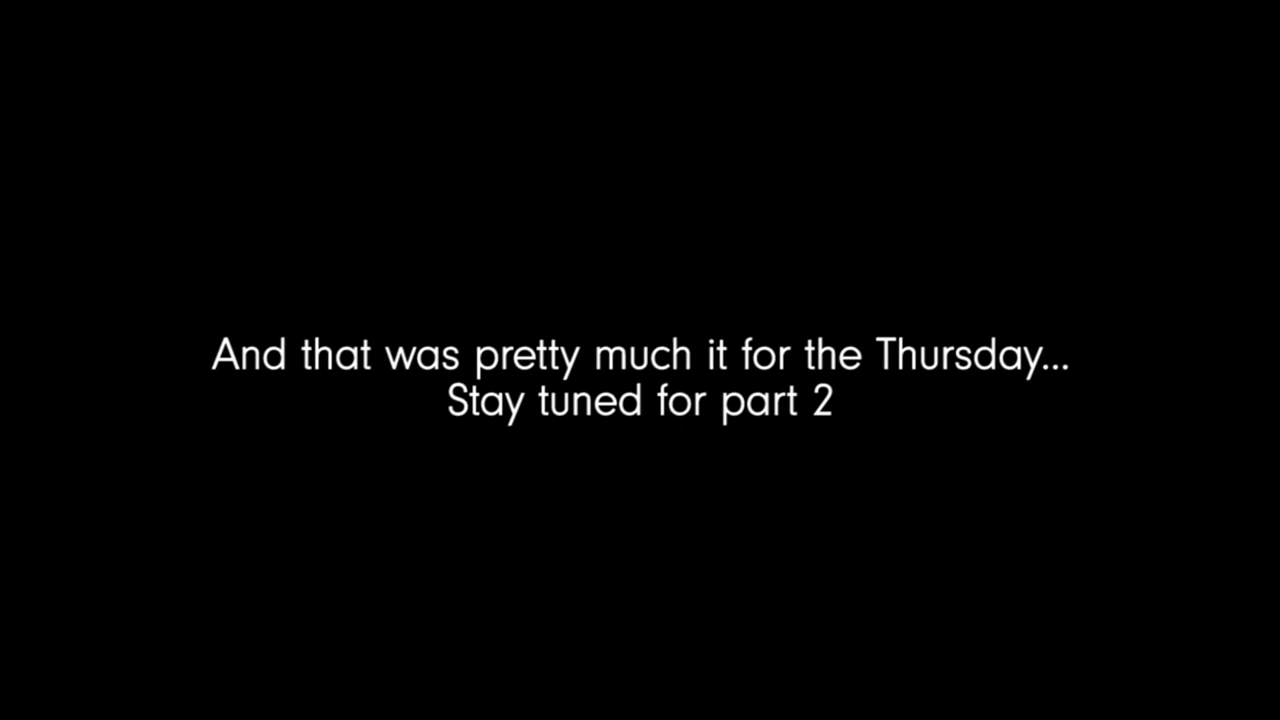 And that was pretty much it for the Thursday...
Stay tuned for part 2